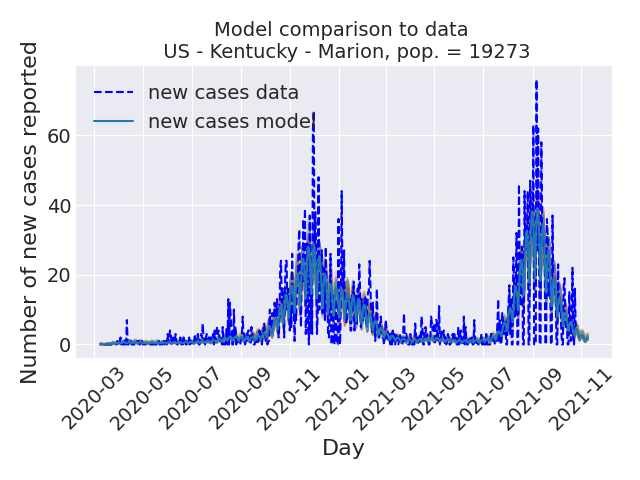 Model comparison to data
US - Kentucky - Marion, pop. = 19273
Number of new cases reported
new cases data
new cases model
60
40
20
0
2020-03
2020-05
2020-07
2020-09
2020-11
2021-01
2021-03
2021-05
2021-07
2021-09
2021-11
Day